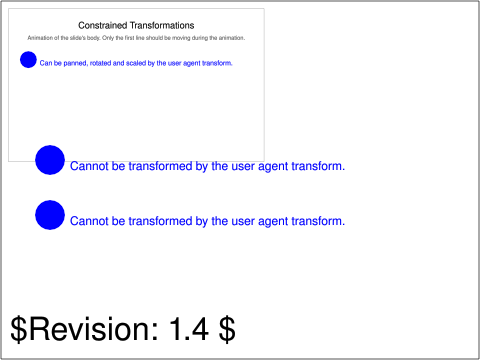 Constrained Transformations
Animation of the slide's body. Only the first line should be moving during the animation.
Can be panned, rotated and scaled by the user agent transform.
Cannot be transformed by the user agent transform.
Cannot be transformed by the user agent transform.
$Revision: 1.4 $